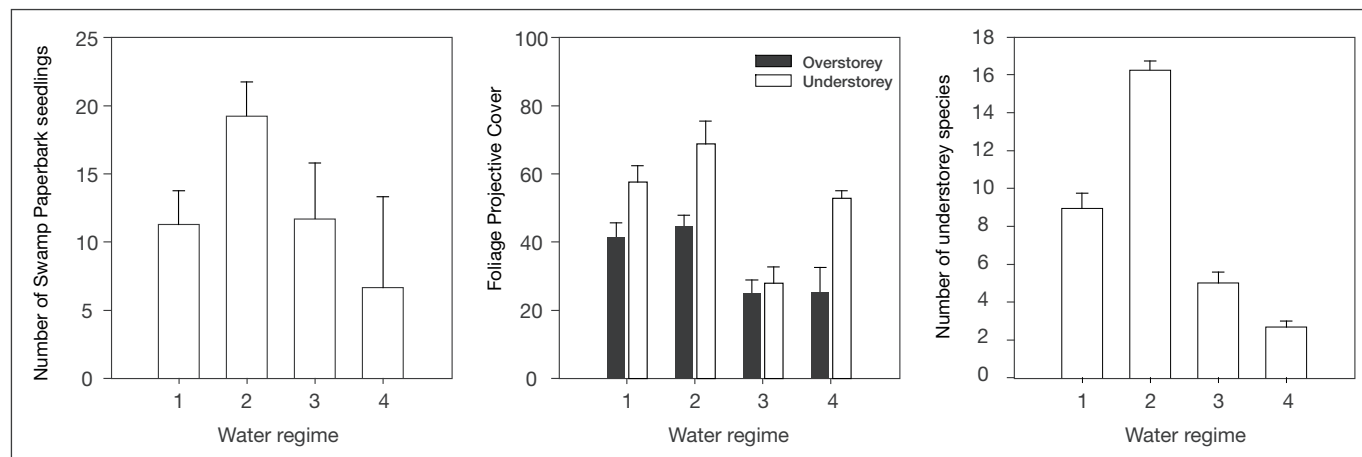 Number of Swamp Paperbark seedlings
25
20
15
10
5
0
1 2 3 4
Water regime
Foliage Projective Cover
100
80
60
40
20
0
Overstorey
Understorey
1 2 3 4
Water regime
Number of understorey species
18
16
14
12
10
8
6
4
2
0
1 2 3 4
Water regime